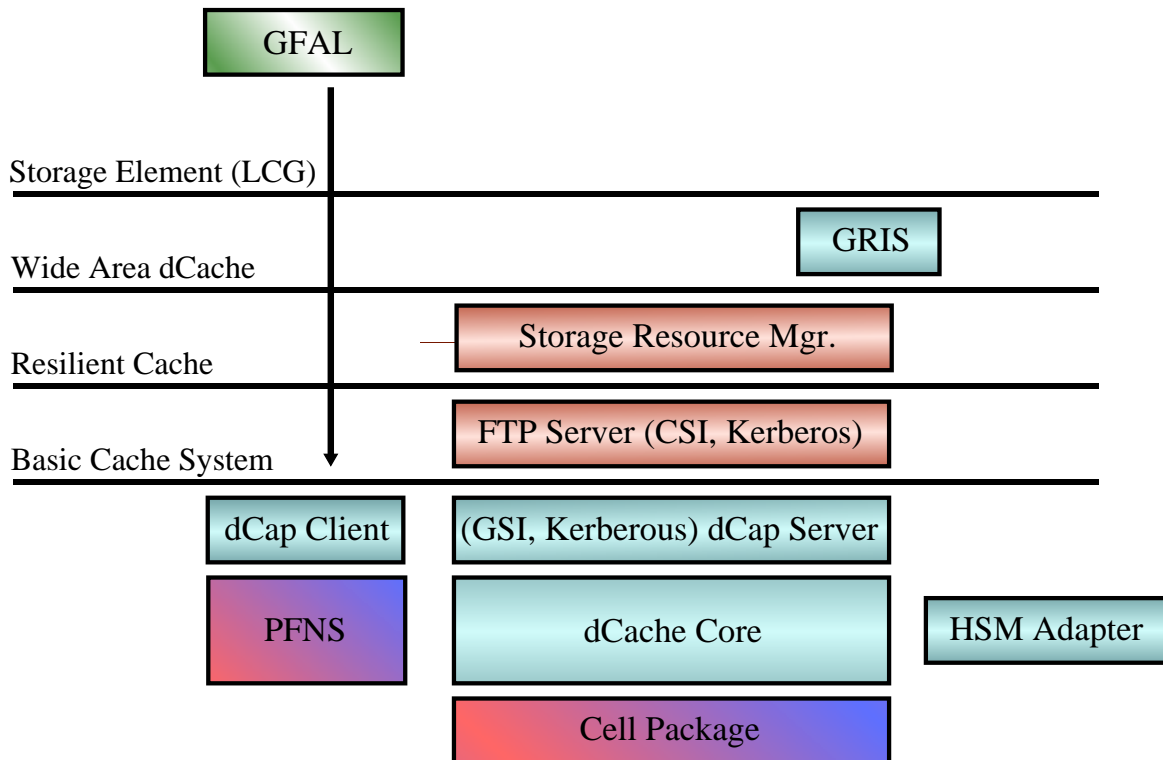 GFAL
Storage Element (LCG)
GRIS
Wide Area dCache
Storage Resource Mgr.
Resilient Cache
FTP Server (CSI, Kerberos)
Basic Cache System
dCap Client
(GSI, Kerberous) dCap Server
PFNS
dCache Core
HSM Adapter
Cell Package